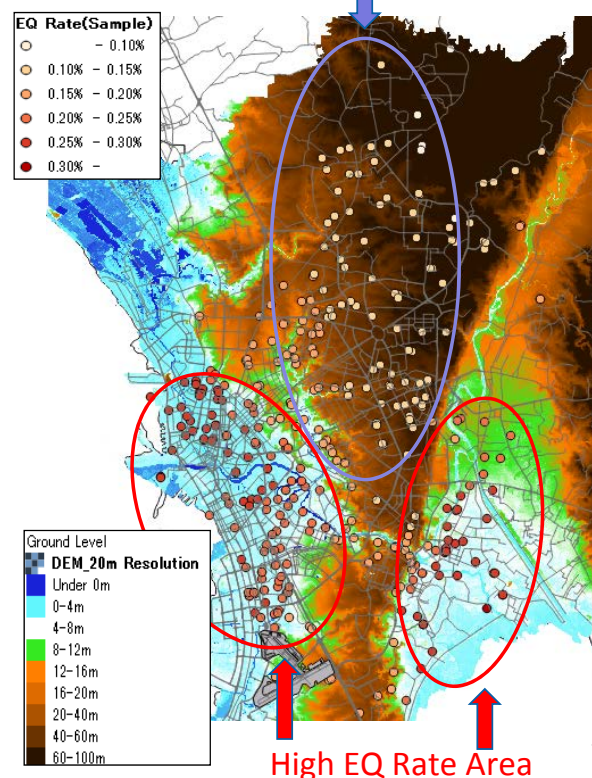 EQ Rate(Sample)
- 0.10%
0.10% - 0.15%
0.15% - 0.20%
0.20% - 0.25%
0.25% - 0.30%
0.30% -
Ground Level
DEM_20m Resolution
Under 0m
0-4m
4-8m
8-12m
12-16m
16-20m
20-40m
40-60m
60-100m
High EQ Rate Area